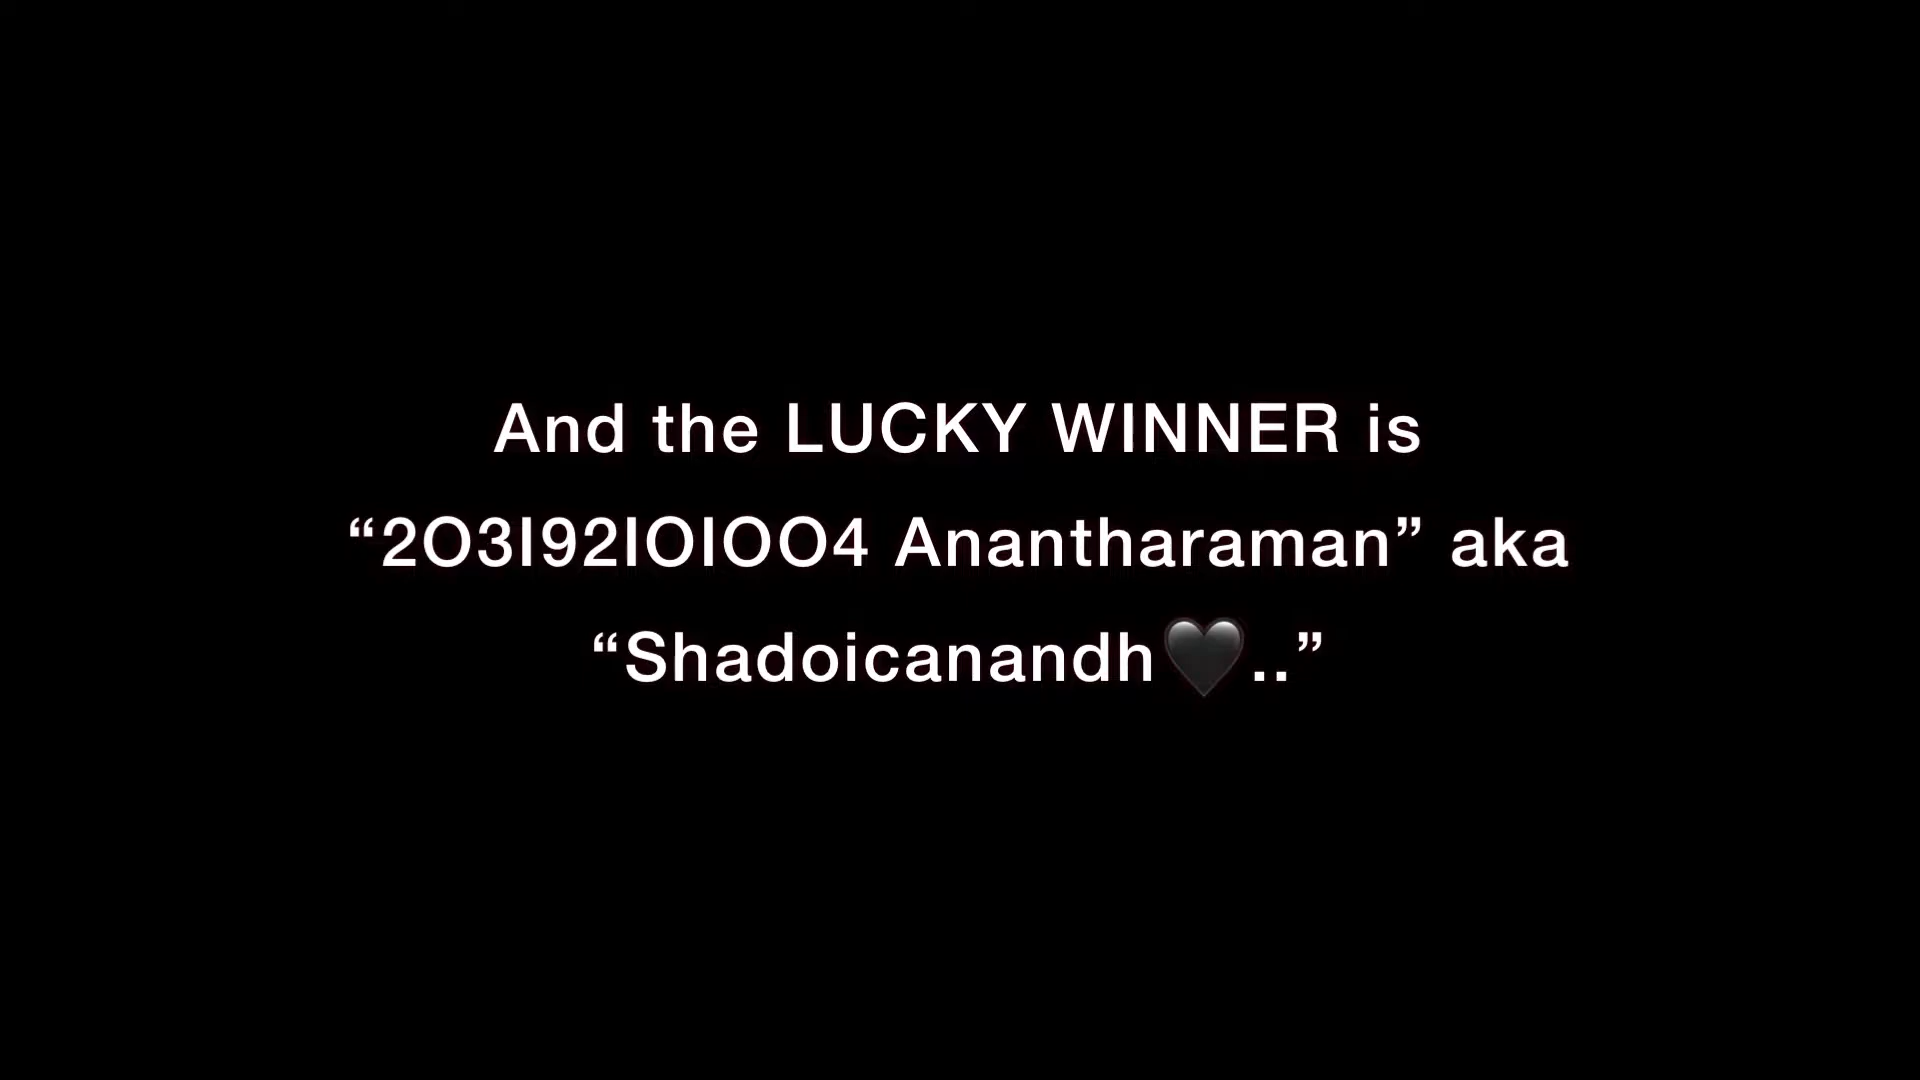 And the LUCKY WINNER is
“2O3I92IOIOO4 Anantharaman” aka
“Shadoicanandh🖤..”